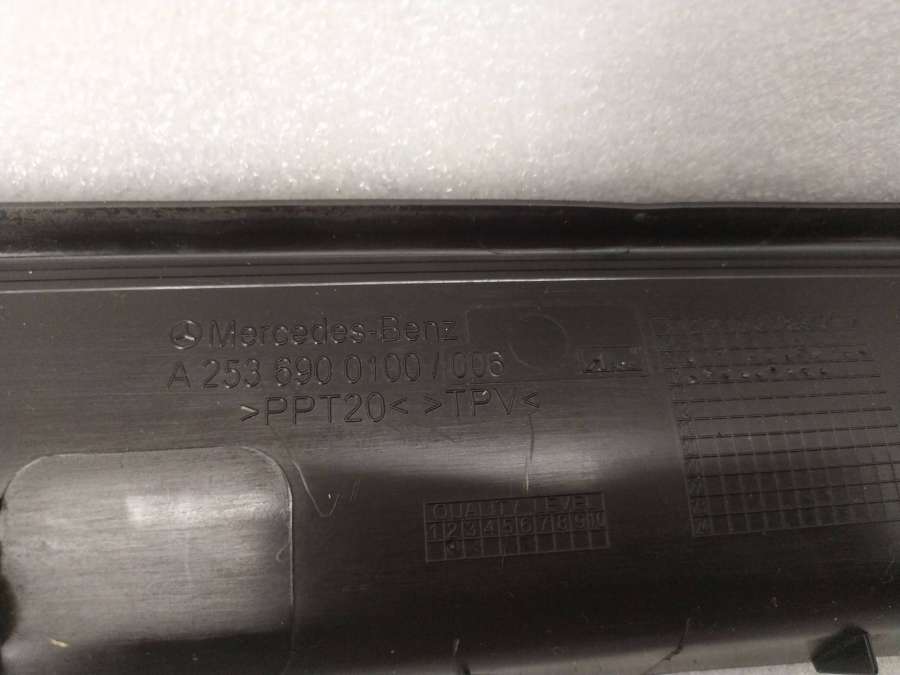 Mercedes-Benz
A 253 690 0100 / 006
>PPT20< >TPV<
QUALITY LEVEL
1 2 3 4 5 6 7 8 9 10